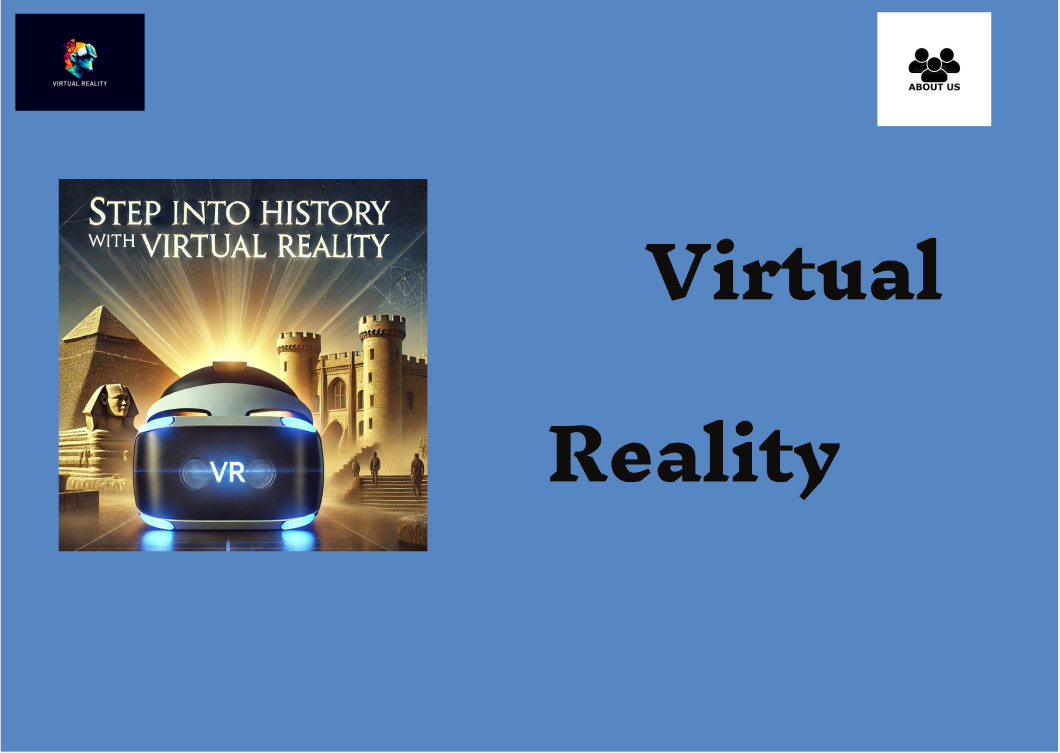 VIRTUAL REALITY
ABOUT US
STEP INTO HISTORY
WITH VIRTUAL REALITY
VR
Virtual
Reality